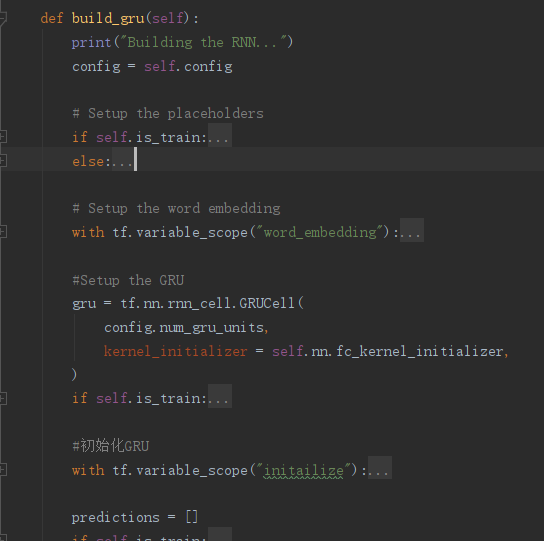 def build_gru(self):
print("Building the RNN...")
config = self.config
# Setup the placeholders
if self.is_train:...
else:...
# Setup the word embedding
with tf.variable_scope("word_embedding"):...
#Setup the GRU
gru = tf.nn.rnn_cell.GRUCell(
config.num_gru_units,
kernel_initializer = self.nn.fc_kernel_initializer,
)
if self.is_train:...
#初始化GRU
with tf.variable_scope("initailize"):...
predictions = []
if self.is_train:...